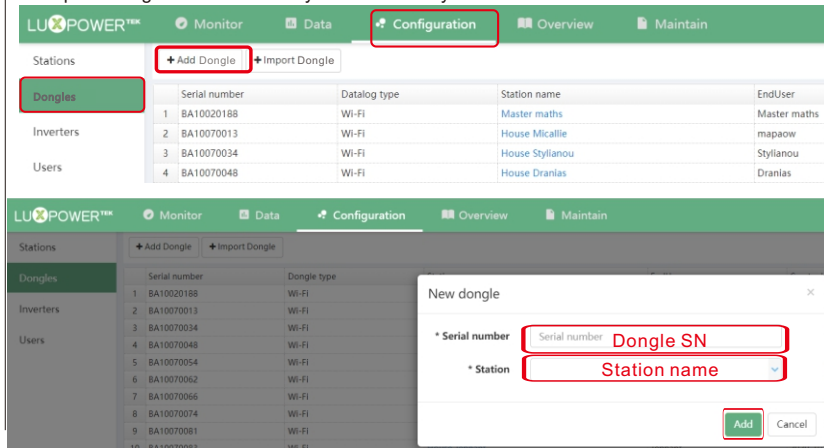 LUXPOWER TEK Monitor Data Configuration Overview Maintain
Stations + Add Dongle + Import Dongle
Dongles Serial number Datalog type Station name EndUser
1 BA10020188 Wi-Fi Master maths Master maths
Inverters 2 BA10070013 Wi-Fi House Micallie mapaow
3 BA10070034 Wi-Fi House Stylianou Stylianou
Users 4 BA10070048 Wi-Fi House Dranias Dranias
LUXPOWER TEK Monitor Data Configuration Overview Maintain
Stations + Add Dongle + Import Dongle
Dongles Serial number Dongle type
1 BA10020188 Wi-Fi
Inverters 2 BA10070013 Wi-Fi
3 BA10070034 Wi-Fi
Users 4 BA10070048 Wi-Fi
5 BA10070054 Wi-Fi
6 BA10070062 Wi-Fi
7 BA10070066 Wi-Fi
8 BA10070074 Wi-Fi
9 BA10070081 Wi-Fi
10 BA10070083 Wi-Fi
New dongle ×
* Serial number Serial number Dongle SN
* Station Station name
Add Cancel